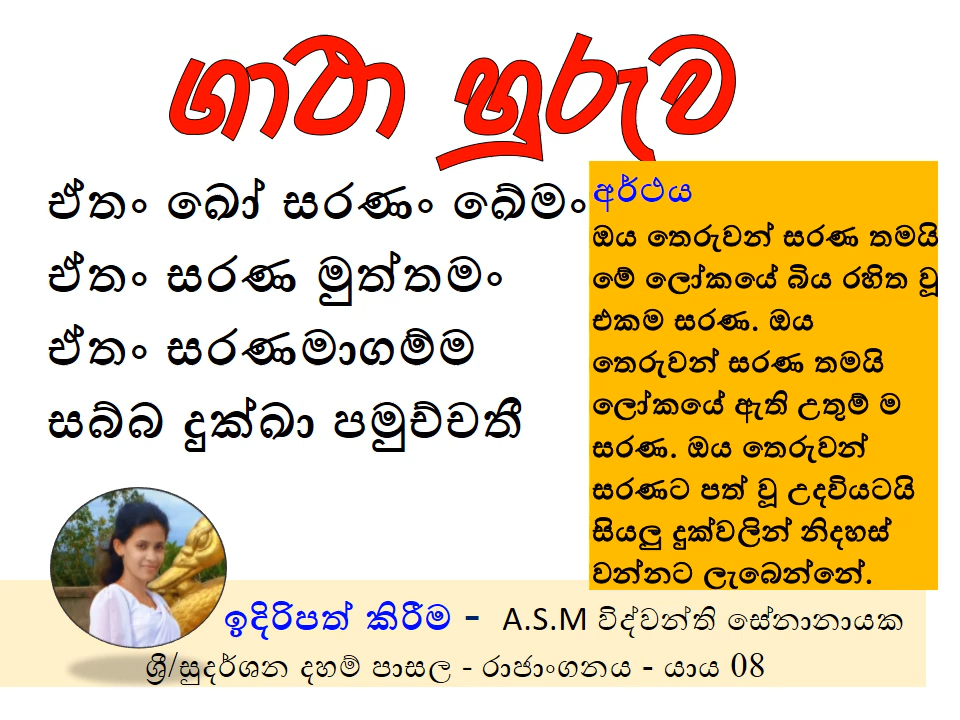 ගාථා හුරුව
ඒතං ඛෝ සරණං ඛේමං
ඒතං සරණ මුත්තමං
ඒතං සරණමාගම්ම
සබ්බ දුක්ඛා පමුච්චතී
අර්ථය
ඔය තෙරුවන් සරණ තමයි
මේ ලෝකයේ බිය රහිත වූ
එකම සරණ. ඔය
තෙරුවන් සරණ තමයි
ලෝකයේ ඇති උතුම් ම
සරණ. ඔය තෙරුවන්
සරණට පත් වූ උදවියටයි
සියලු දුක්වලින් නිදහස්
වන්නට ලැබෙන්නේ.
ඉදිරිපත් කිරීම - A.S.M විද්වන්ති සේනානායක
ශ්‍රී/සුදර්ශන දහම් පාසල - රාජාංගනය - යාය 08